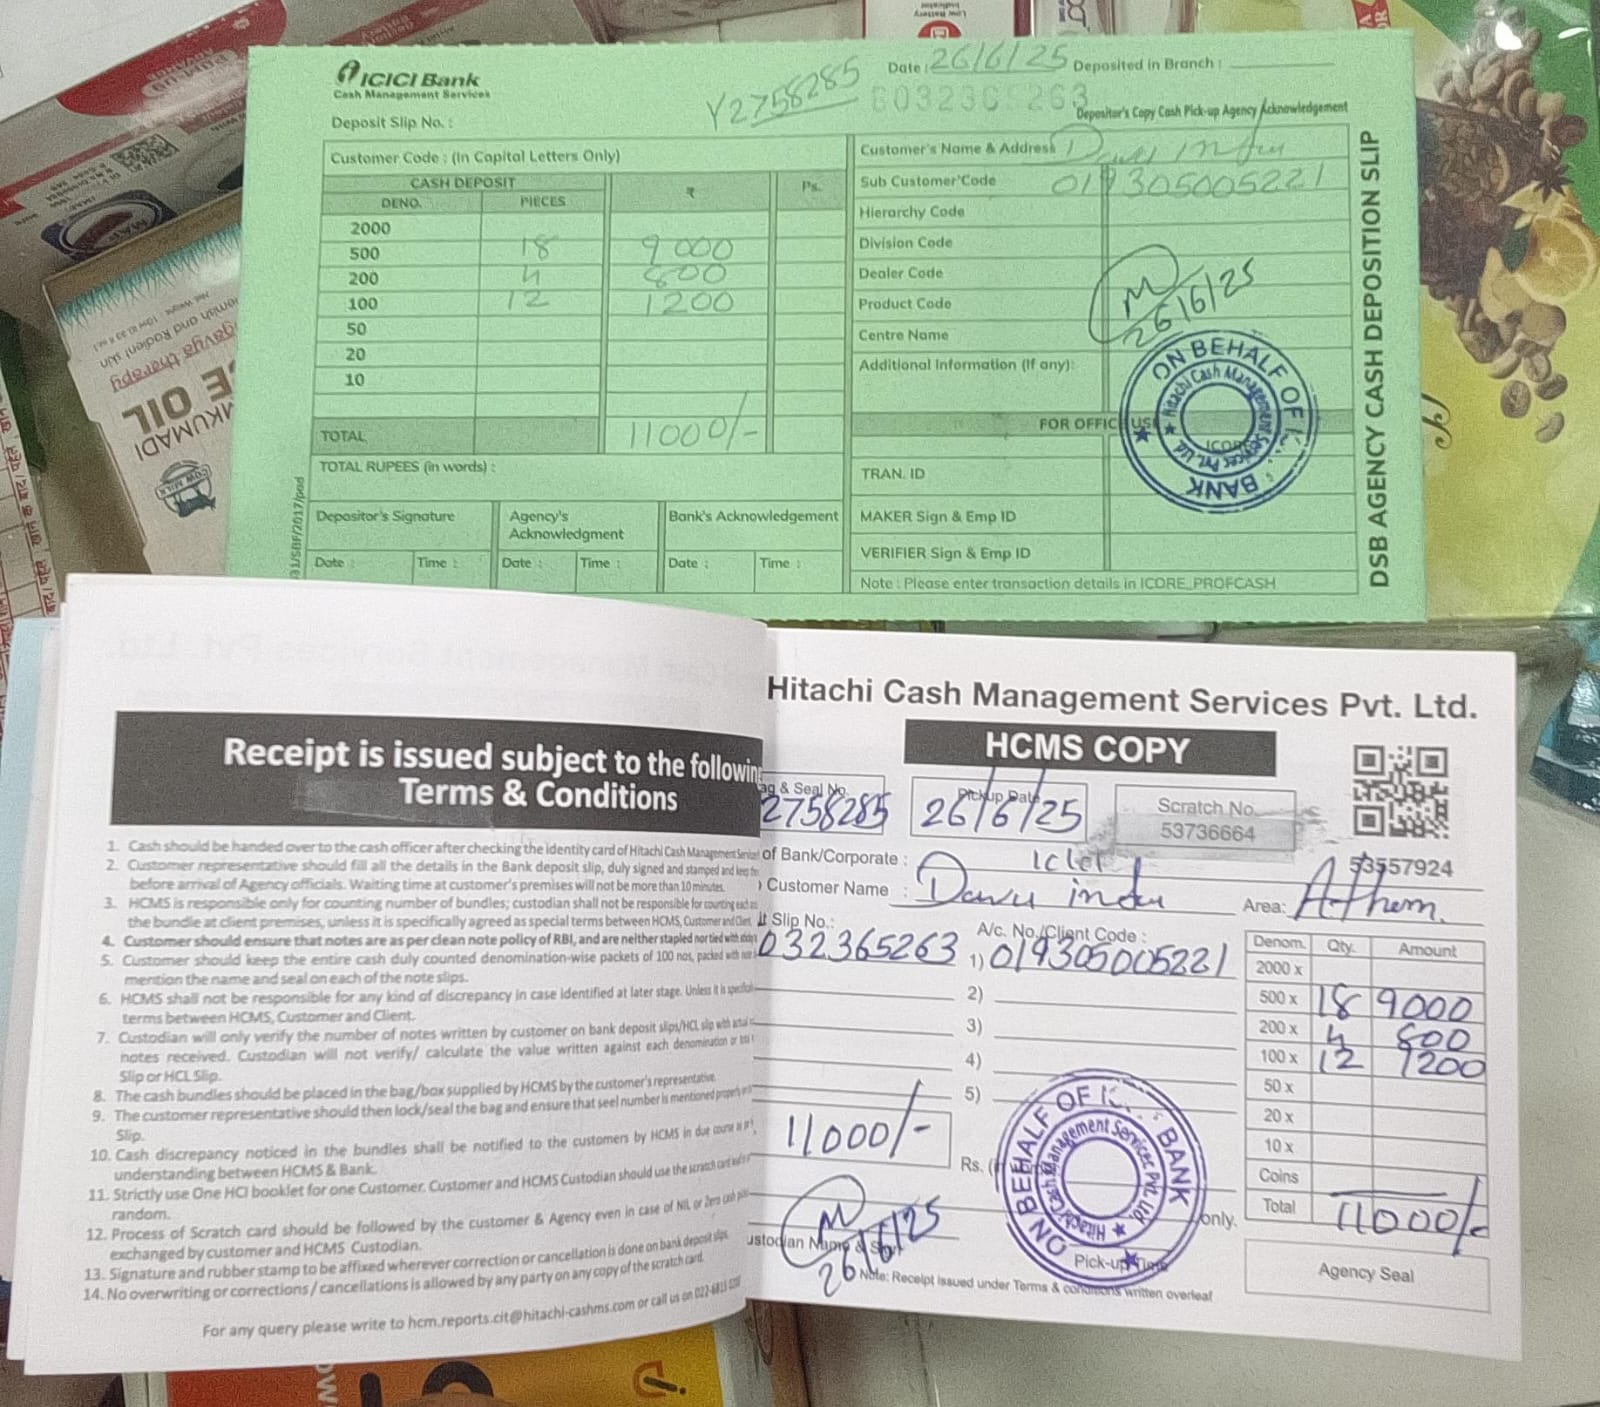 ICICI Bank
Cash Management Services
Date : 26/6/25 Deposited in Branch :
Y2758285
Depositor's Copy Cash Pick-up Agency Acknowledgement
Deposit Slip No. :
Customer Code : (In Capital Letters Only)
CASH DEPOSIT ₹ Ps.
DENO. PIECES
2000
500 18 9000
200 4 800
100 12 1200
50
20
10
TOTAL 11000/-
TOTAL RUPEES (in words) :
Depositor's Signature Agency's Acknowledgment Bank's Acknowledgement
Date : Time : Date : Time : Date : Time :
Customer's Name & Address
Sub Customer'Code 019305005221
Hierarchy Code
Division Code
Dealer Code
Product Code
Centre Name
Additional Information (If any):
26/6/25
FOR OFFICE USE
ICORE
TRAN. ID
MAKER Sign & Emp ID
VERIFIER Sign & Emp ID
Note : Please enter transaction details in ICORE_PROFCASH
DSB AGENCY CASH DEPOSITION SLIP
ON BEHALF OF BANK
Hitachi Cash Management Services Pvt. Ltd.
Receipt is issued subject to the following
Terms & Conditions
1. Cash should be handed over to the cash officer after checking the identity card of Hitachi Cash Management
2. Customer representative should fill all the details in the Bank deposit slip, duly signed and stamped and
before arrival of Agency officials. Waiting time at customer's premises will not be more than 10 minutes.
3. HCMS is responsible only for counting number of bundles; custodian shall not be responsible for counting
the bundle at client premises, unless it is specifically agreed as special terms between HCMS, Customer and Client.
4. Customer should ensure that notes are as per clean note policy of RBI, and are neither stapled nor tied with
5. Customer should keep the entire cash duly counted denomination-wise packets of 100 nos, packed with
mention the name and seal on each of the note slips.
6. HCMS shall not be responsible for any kind of discrepancy in case identified at later stage. Unless it is
terms between HCMS, Customer and Client.
7. Custodian will only verify the number of notes written by customer on bank deposit slips/HCL slip with actual
notes received. Custodian will not verify/ calculate the value written against each denomination or
Slip or HCL Slip.
8. The cash bundles should be placed in the bag/box supplied by HCMS by the customer's representative.
9. The customer representative should then lock/seal the bag and ensure that seel number is mentioned properly
Slip.
10. Cash discrepancy noticed in the bundles shall be notified to the customers by HCMS in due course
understanding between HCMS & Bank.
11. Strictly use One HCI booklet for one Customer. Customer and HCMS Custodian should use the scratch card
random.
12. Process of Scratch card should be followed by the customer & Agency even in case of NIL or Zero cash
exchanged by customer and HCMS Custodian.
13. Signature and rubber stamp to be affixed wherever correction or cancellation is done on bank deposit slips.
14. No overwriting or corrections / cancellations is allowed by any party on any copy of the scratch card.
For any query please write to hcm.reports.cit@hitachi-cashms.com or call us on
Hitachi Cash Management Services Pvt. Ltd.
HCMS COPY
ag & Seal No. 2758285
Pickup Date 26/6/25
Scratch No. 53736664
53557924
of Bank/Corporate :
Customer Name :
Area:
Slip No.: 032365263
A/c. No./Client Code :
1) 019305005221
2)
3)
4)
5)
Denom. Qty. Amount
2000 x
500 x 18 9000
200 x 4 800
100 x 12 1200
50 x
20 x
10 x
Coins
Total 11000/-
11000/-
Rs. only.
26/6/25
ustodian Name & Sign
Pick-up Time
Agency Seal
Note: Receipt issued under Terms & conditions written overleaf
ON BEHALF OF BANK
Hitachi Cash Management Services Pvt. Ltd.